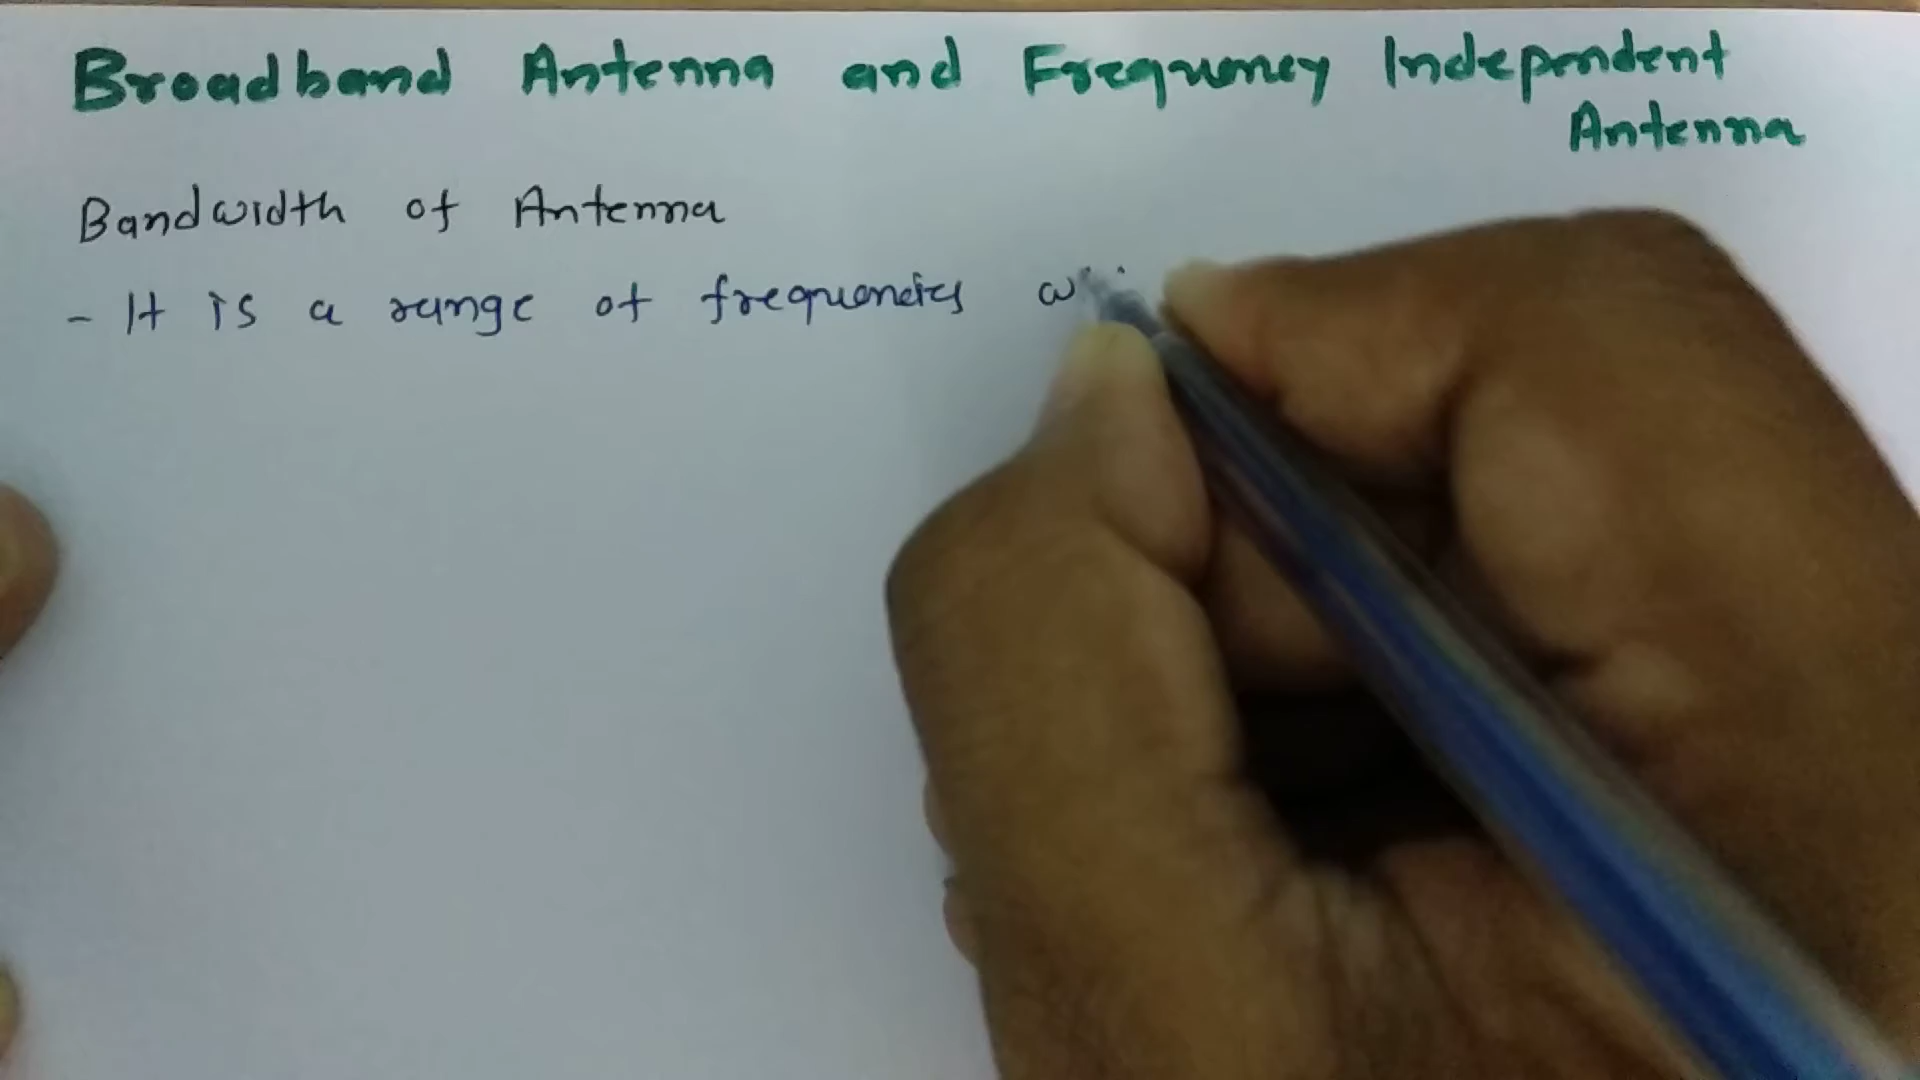 Broadband Antenna and Frequency Independent
Antenna
Bandwidth of Antenna
- It is a range of frequencies